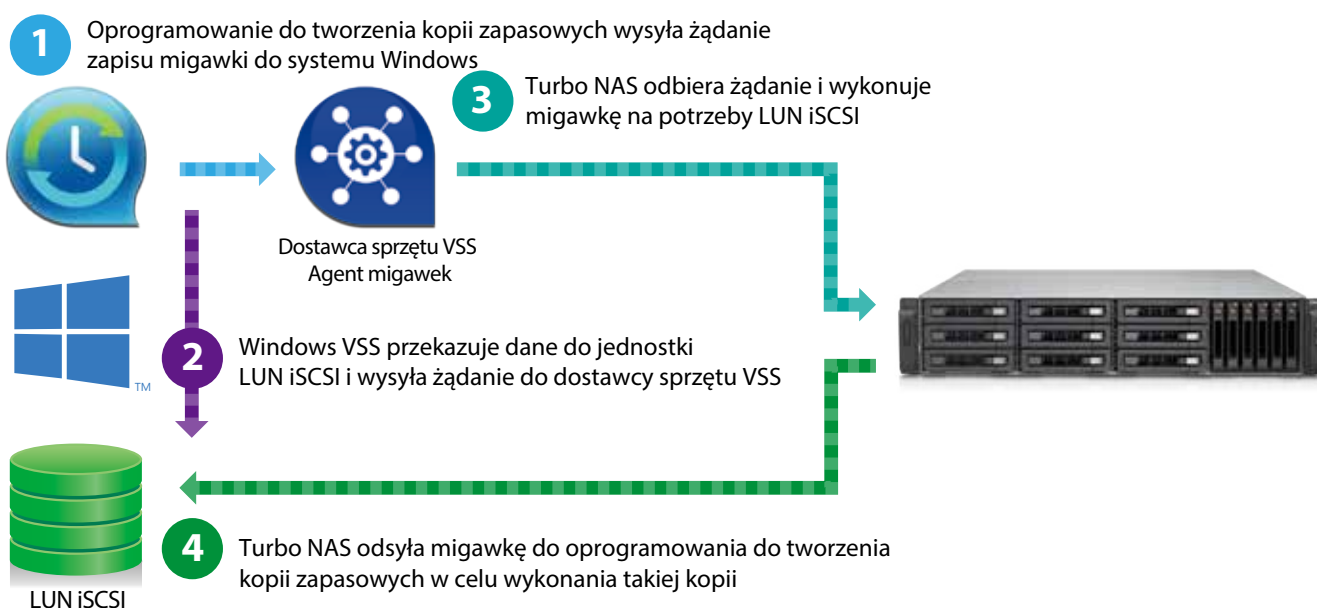 1
Oprogramowanie do tworzenia kopii zapasowych wysyła żądanie
zapisu migawki do systemu Windows
3
Turbo NAS odbiera żądanie i wykonuje
migawkę na potrzeby LUN iSCSI
Dostawca sprzętu VSS
Agent migawek
TM
2
Windows VSS przekazuje dane do jednostki
LUN iSCSI i wysyła żądanie do dostawcy sprzętu VSS
4
Turbo NAS odsyła migawkę do oprogramowania do tworzenia
kopii zapasowych w celu wykonania takiej kopii
LUN iSCSI